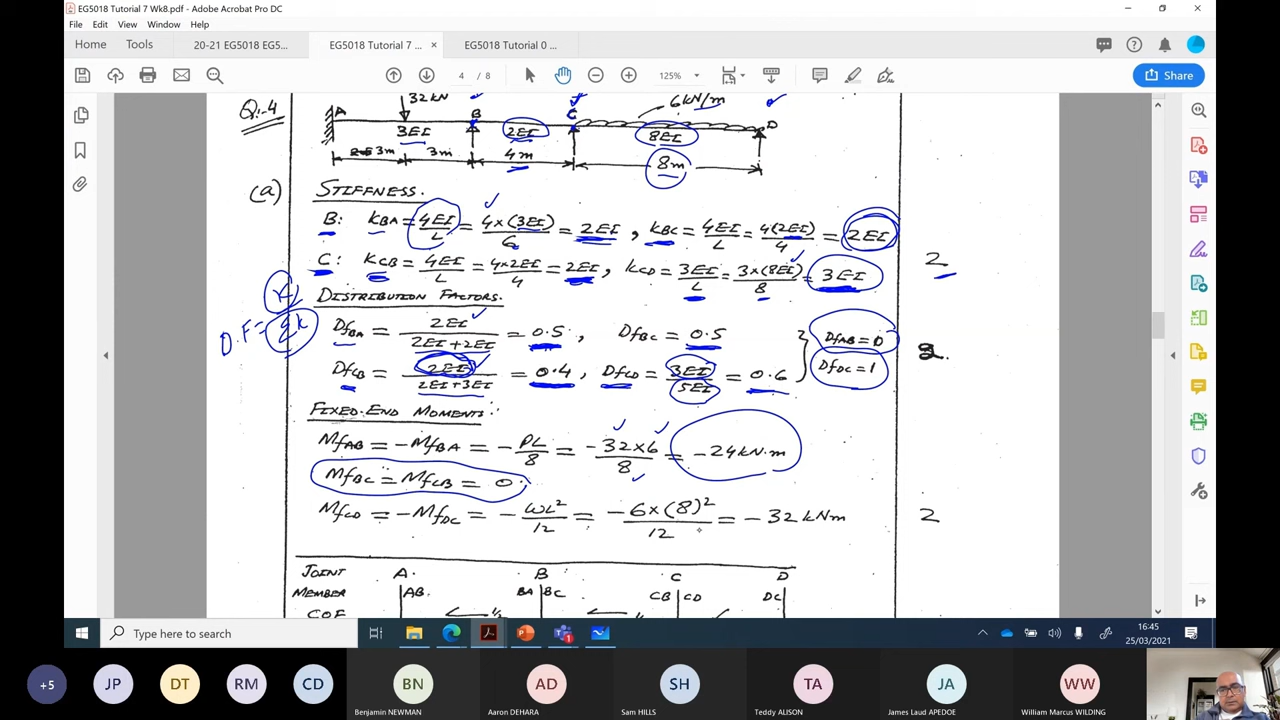 EG5018 Tutorial 7 Wk8.pdf - Adobe Acrobat Pro DC
File Edit View Window Help
Home Tools 20-21 EG5018 EG5... EG5018 Tutorial 7 ... × EG5018 Tutorial 0 ...
4 / 8 125% Share
Q:-4 A 32 kN B C 6kN/m D
3EI 2EI 8EI
3m 3m 4m 8m
(a) STIFFNESS.
B: KBA = 4EI/L = 4×(3EI)/6 = 2EI, KBC = 4EI/L = 4(2EI)/4 = 2EI
C: KCB = 4EI/L = 4×2EI/4 = 2EI, KCD = 3EI/L = 3×(8EI)/8 = 3EI 2
DISTRIBUTION FACTORS.
DfBA = 2EI/2EI+2EI = 0.5, DfBC = 0.5 } DfAB = 0
D.F = K/ΣK
DfCB = 2EI/2EI+3EI = 0.4, DfCD = 3EI/5EI = 0.6 DfDC = 1 2.
FIXED-END MOMENTS:
MfAB = -MfBA = -PL/8 = -32×6/8 = -24kN.m
MfBC = MfCB = 0.
MfCD = -MfDC = -WL²/12 = -6×(8)²/12 = -32kNm 2
JOINT A B C D
MEMBER AB BA BC CB CD DC
COF ½ ½
Type here to search 16:45
25/03/2021
+5 JP DT RM CD BN AD SH TA JA WW
Benjamin NEWMAN Aaron DEHARA Sam HILLS Teddy ALISON James Laud APEDOE William Marcus WILDING